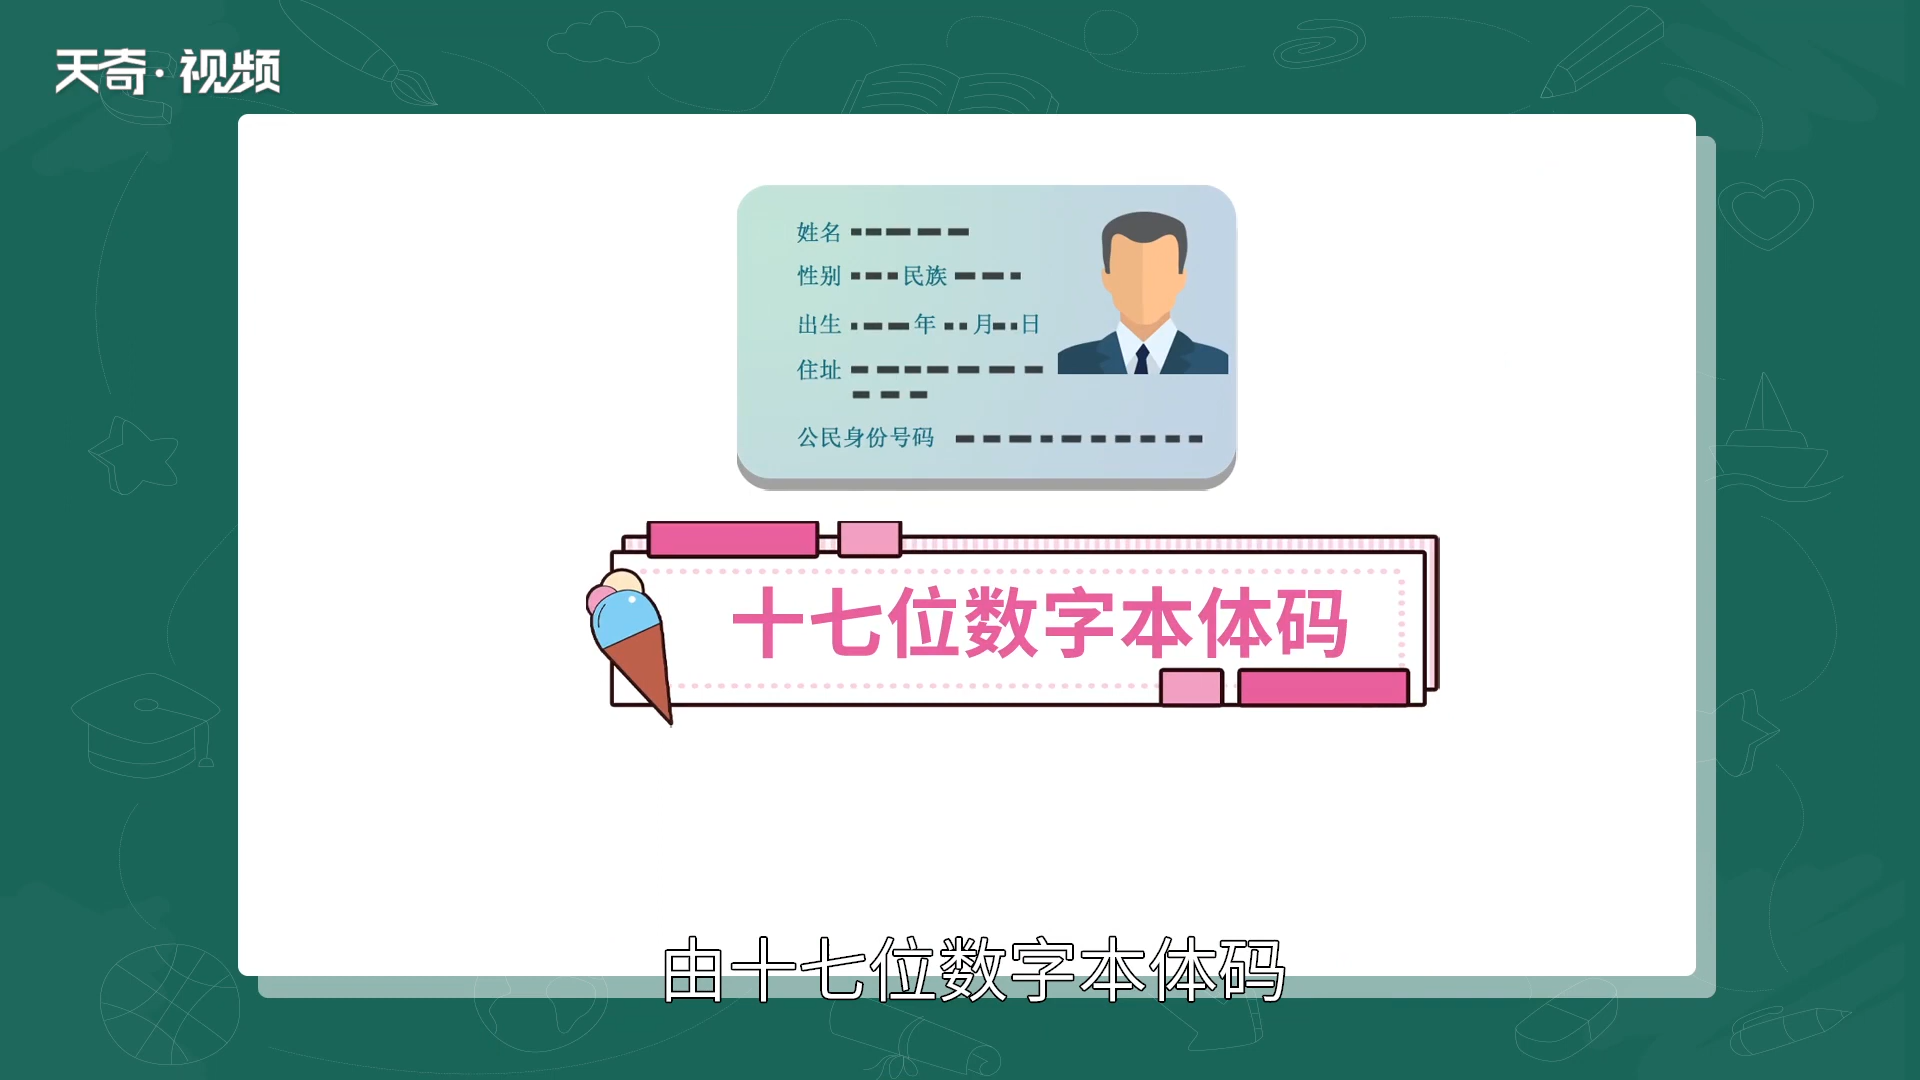 天奇·视频
姓名
性别 民族
出生 年 月 日
住址
公民身份号码
十七位数字本体码
由十七位数字本体码